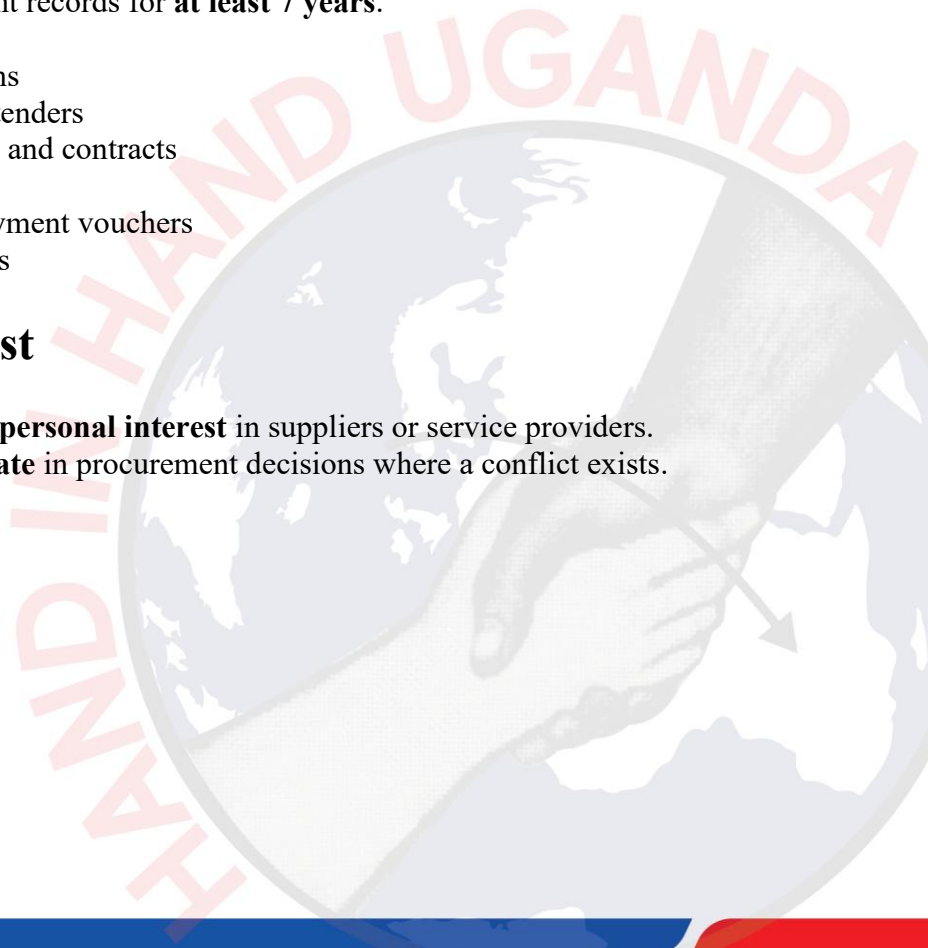 nt records for at least 7 years.
ns
enders
and contracts
yment vouchers
s
st
personal interest in suppliers or service providers.
ate in procurement decisions where a conflict exists.
HAND IN HAND UGANDA